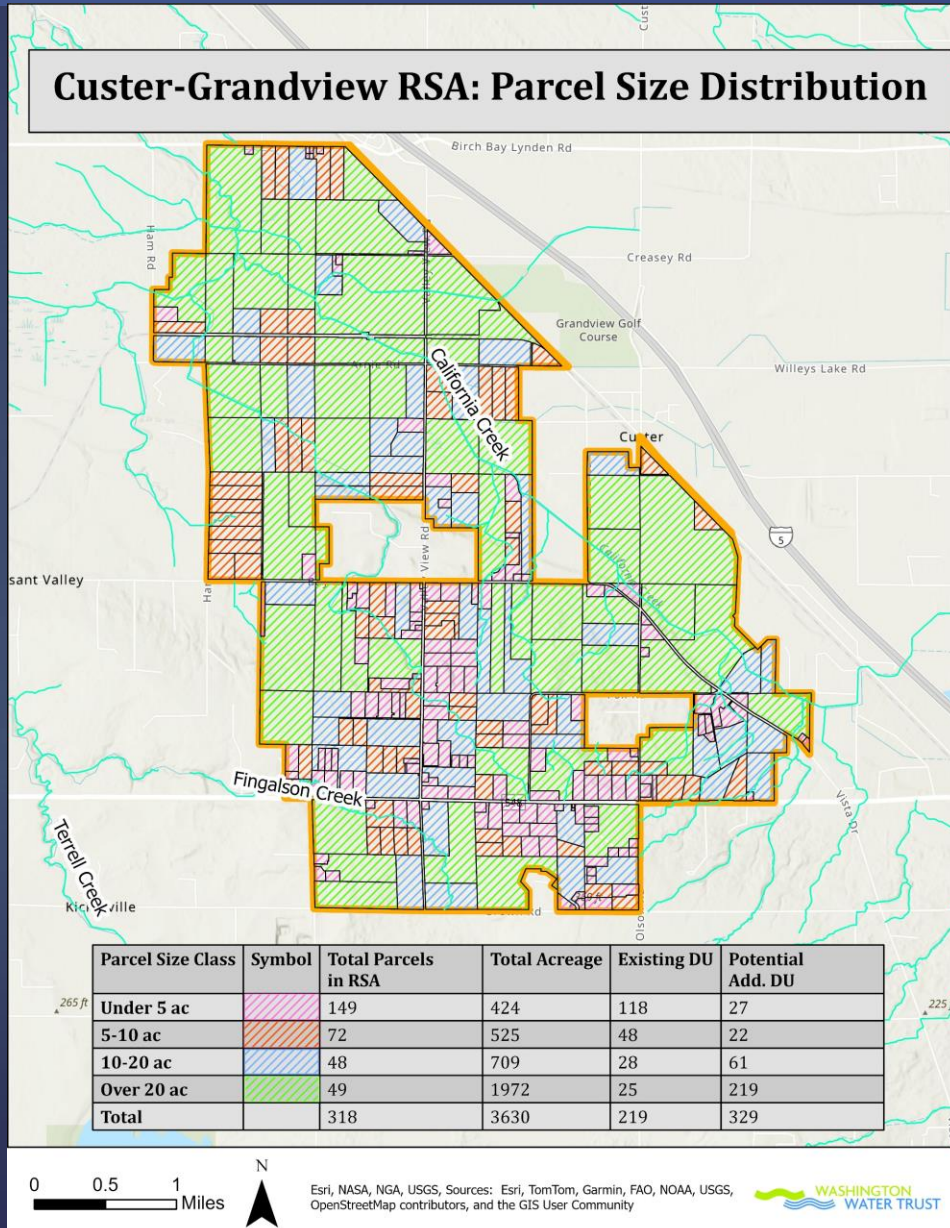 Custer-Grandview RSA: Parcel Size Distribution
Birch Bay Lynden Rd
Ham Rd
Creasey Rd
Grandview Golf
Course
Willeys Lake Rd
California Creek
Custer
5
sant Valley
View Rd
California Creek
Fingalson Creek
Terrell Creek
Vista Dr
265 ft
225
Parcel Size Class Symbol Total Parcels in RSA Total Acreage Existing DU Potential Add. DU
Under 5 ac 149 424 118 27
5-10 ac 72 525 48 22
10-20 ac 48 709 28 61
Over 20 ac 49 1972 25 219
Total 318 3630 219 329
0 0.5 1
Miles
N
Esri, NASA, NGA, USGS, Sources: Esri, TomTom, Garmin, FAO, NOAA, USGS,
OpenStreetMap contributors, and the GIS User Community
WASHINGTON
WATER TRUST